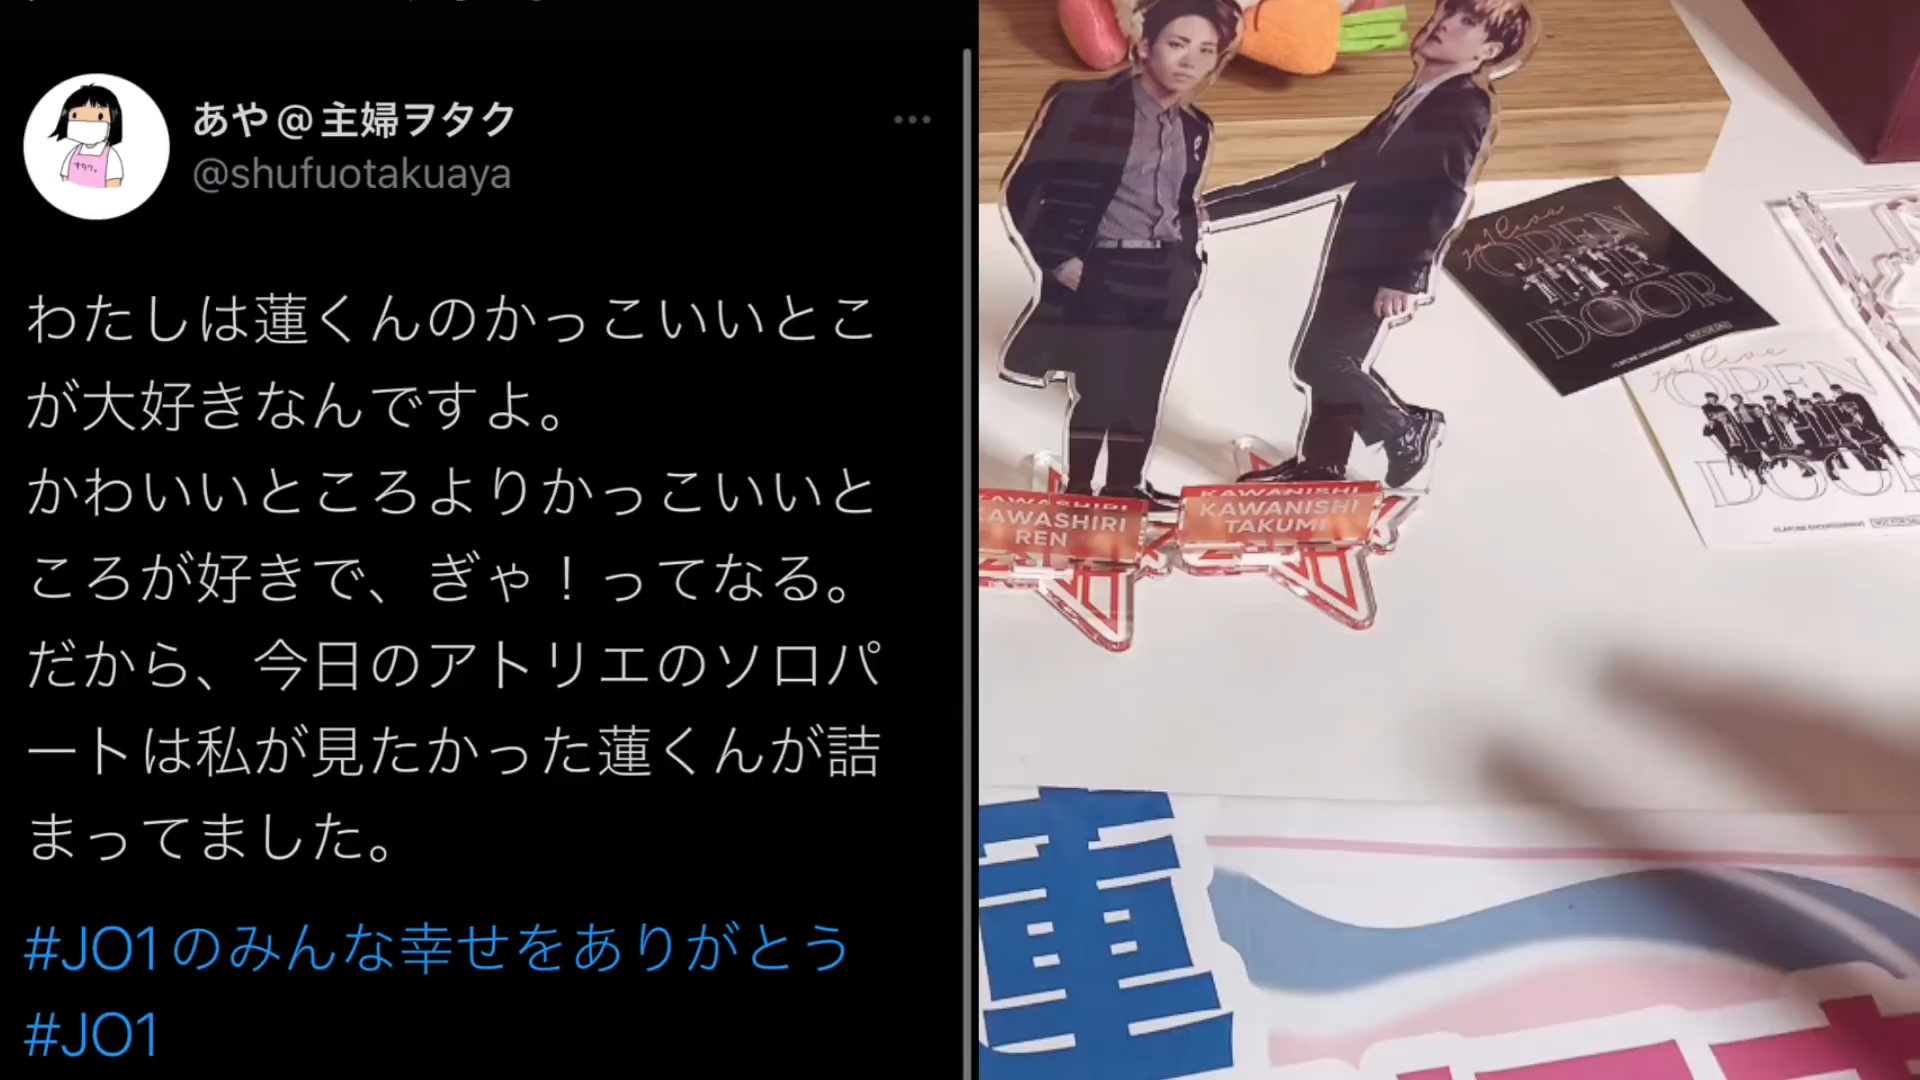 あや@主婦ヲタク
@shufuotakuaya
わたしは蓮くんのかっこいいとこ
が大好きなんですよ。
かわいいところよりかっこいいと
ころが好きで、ぎゃ！ってなる。
だから、今日のアトリエのソロパ
ートは私が見たかった蓮くんが詰
まってました。
#JO1のみんな幸せをありがとう
#JO1
KAWASHIRI
REN
KAWANISHI
TAKUMI
OPEN
THE
DOOR
OPEN
THE
DOOR
蓮